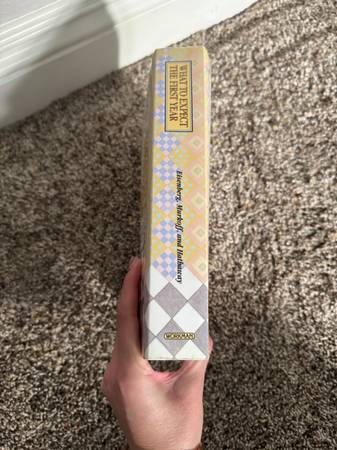 WHAT TO EXPECT
THE FIRST YEAR
Eisenberg, Murkoff, and Hathaway
WORKMAN